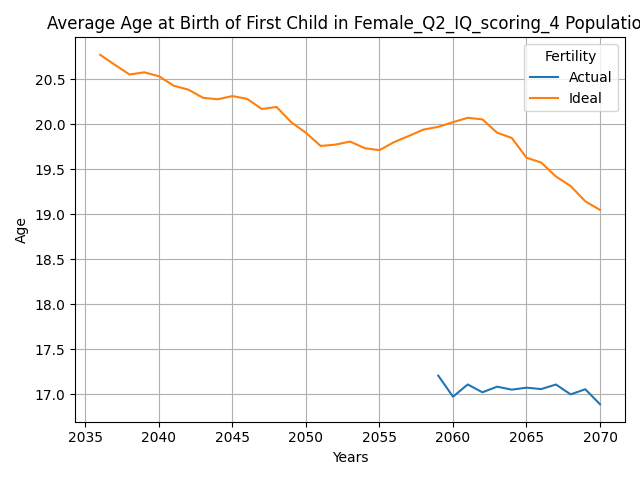 Average Age at Birth of First Child in Female_Q2_IQ_scoring_4 Populatio
Fertility
Actual
Ideal
20.5
20.0
19.5
19.0
18.5
18.0
17.5
17.0
Age
2035 2040 2045 2050 2055 2060 2065 2070
Years